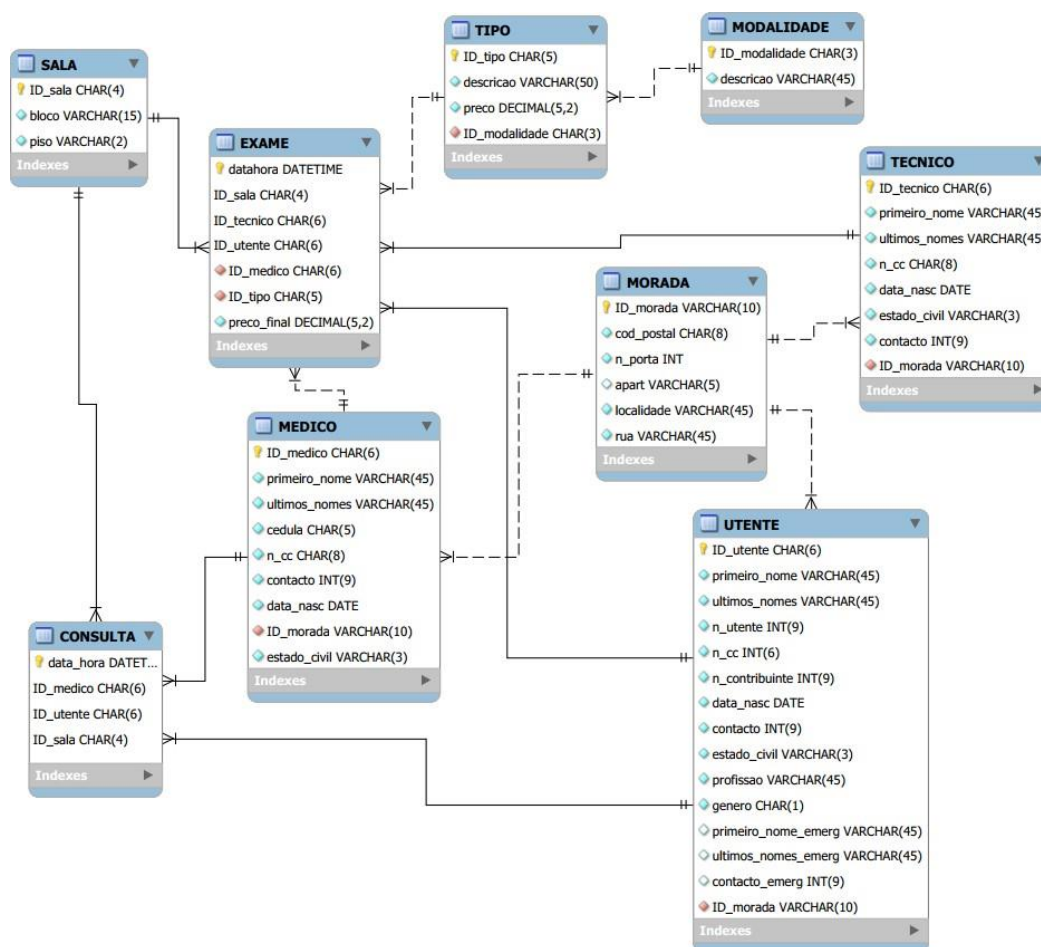 SALA
ID_sala CHAR(4)
bloco VARCHAR(15)
piso VARCHAR(2)
Indexes
TIPO
ID_tipo CHAR(5)
descricao VARCHAR(50)
preco DECIMAL(5,2)
ID_modalidade CHAR(3)
Indexes
MODALIDADE
ID_modalidade CHAR(3)
descricao VARCHAR(45)
Indexes
EXAME
datahora DATETIME
ID_sala CHAR(4)
ID_tecnico CHAR(6)
ID_utente CHAR(6)
ID_medico CHAR(6)
ID_tipo CHAR(5)
preco_final DECIMAL(5,2)
Indexes
TECNICO
ID_tecnico CHAR(6)
primeiro_nome VARCHAR(45
ultimos_nomes VARCHAR(45
n_cc CHAR(8)
data_nasc DATE
estado_civil VARCHAR(3)
contacto INT(9)
ID_morada VARCHAR(10)
Indexes
MORADA
ID_morada VARCHAR(10)
cod_postal CHAR(8)
n_porta INT
apart VARCHAR(5)
localidade VARCHAR(45)
rua VARCHAR(45)
Indexes
MEDICO
ID_medico CHAR(6)
primeiro_nome VARCHAR(45)
ultimos_nomes VARCHAR(45)
cedula CHAR(5)
n_cc CHAR(8)
contacto INT(9)
data_nasc DATE
ID_morada VARCHAR(10)
estado_civil VARCHAR(3)
Indexes
CONSULTA
data_hora DATET...
ID_medico CHAR(6)
ID_utente CHAR(6)
ID_sala CHAR(4)
Indexes
UTENTE
ID_utente CHAR(6)
primeiro_nome VARCHAR(45)
ultimos_nomes VARCHAR(45)
n_utente INT(9)
n_cc INT(6)
n_contribuinte INT(9)
data_nasc DATE
contacto INT(9)
estado_civil VARCHAR(3)
profissao VARCHAR(45)
genero CHAR(1)
primeiro_nome_emerg VARCHAR(45)
ultimos_nomes_emerg VARCHAR(45)
contacto_emerg INT(9)
ID_morada VARCHAR(10)
Indexes